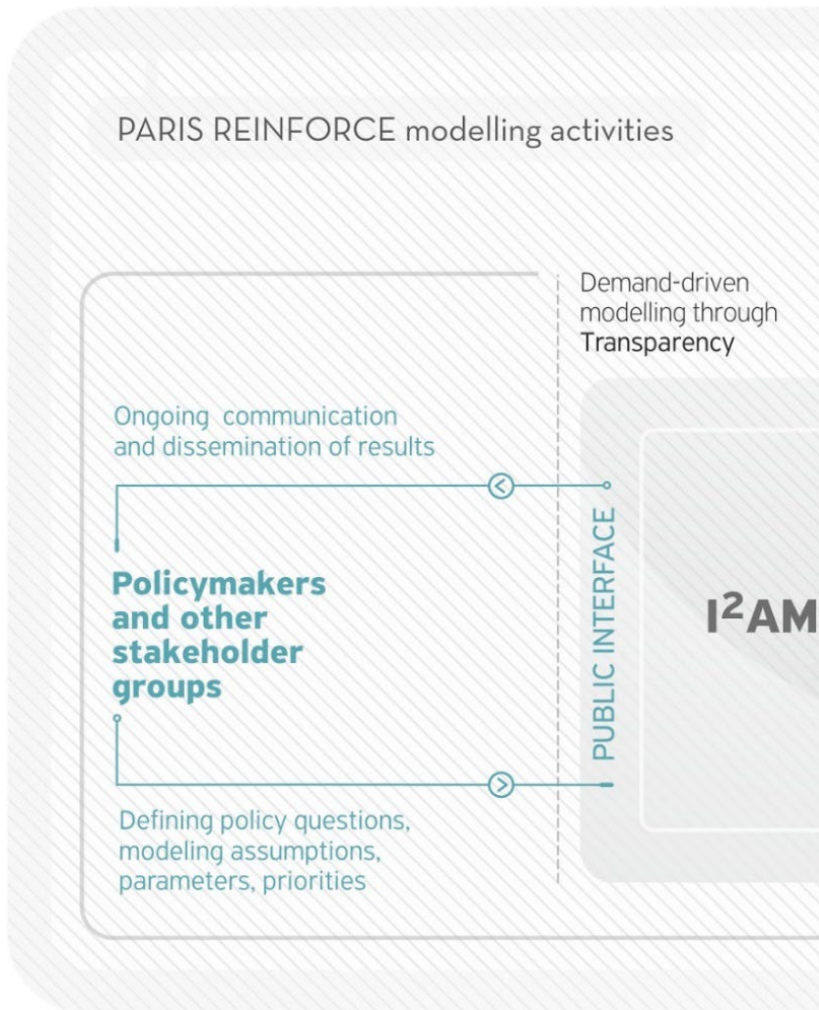 PARIS REINFORCE modelling activities
Demand-driven
modelling through
Transparency
Ongoing communication
and dissemination of results
Policymakers
and other
stakeholder
groups
PUBLIC INTERFACE
I²AM
Defining policy questions,
modeling assumptions,
parameters, priorities